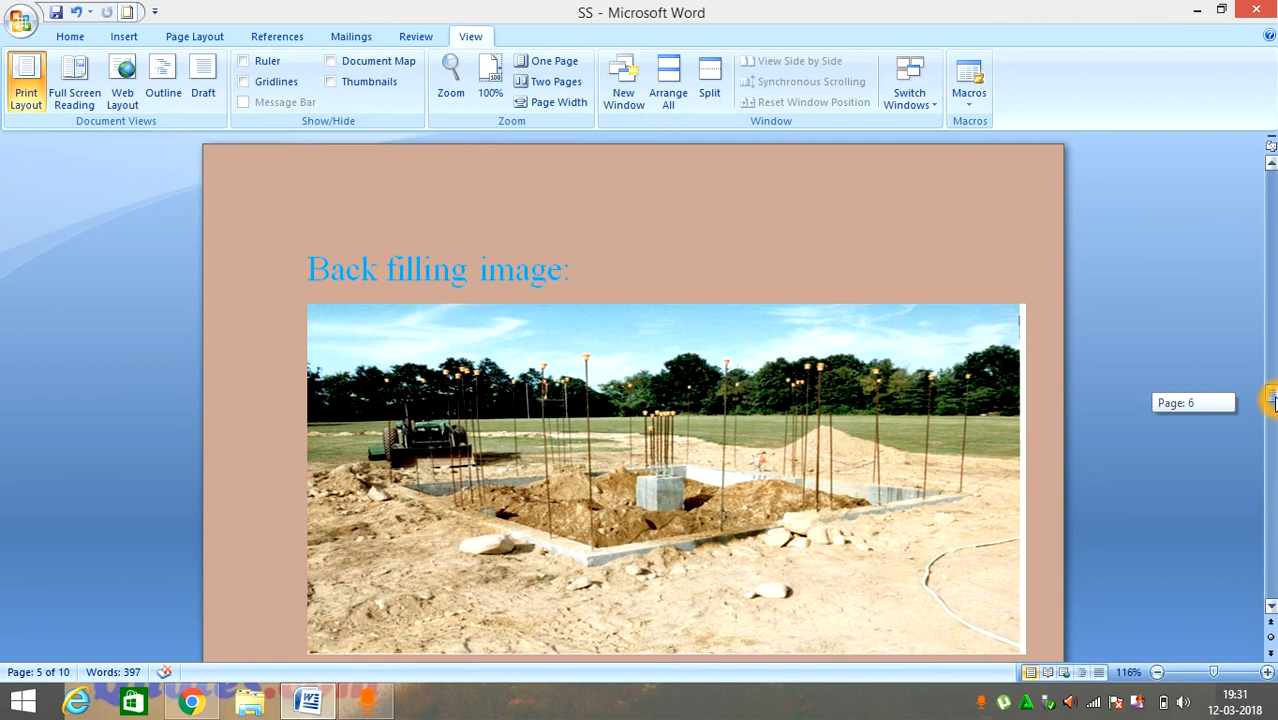 SS - Microsoft Word
Home Insert Page Layout References Mailings Review View
Print Layout
Full Screen Reading
Web Layout
Outline
Draft
Document Views
Ruler
Gridlines
Message Bar
Document Map
Thumbnails
Show/Hide
Zoom
100%
One Page
Two Pages
Page Width
Zoom
New Window
Arrange All
Split
View Side by Side
Synchronous Scrolling
Reset Window Position
Switch Windows
Window
Macros
Macros
Back filling image:
Page: 6
Page: 5 of 10 Words: 397
116%
19:31
12-03-2018